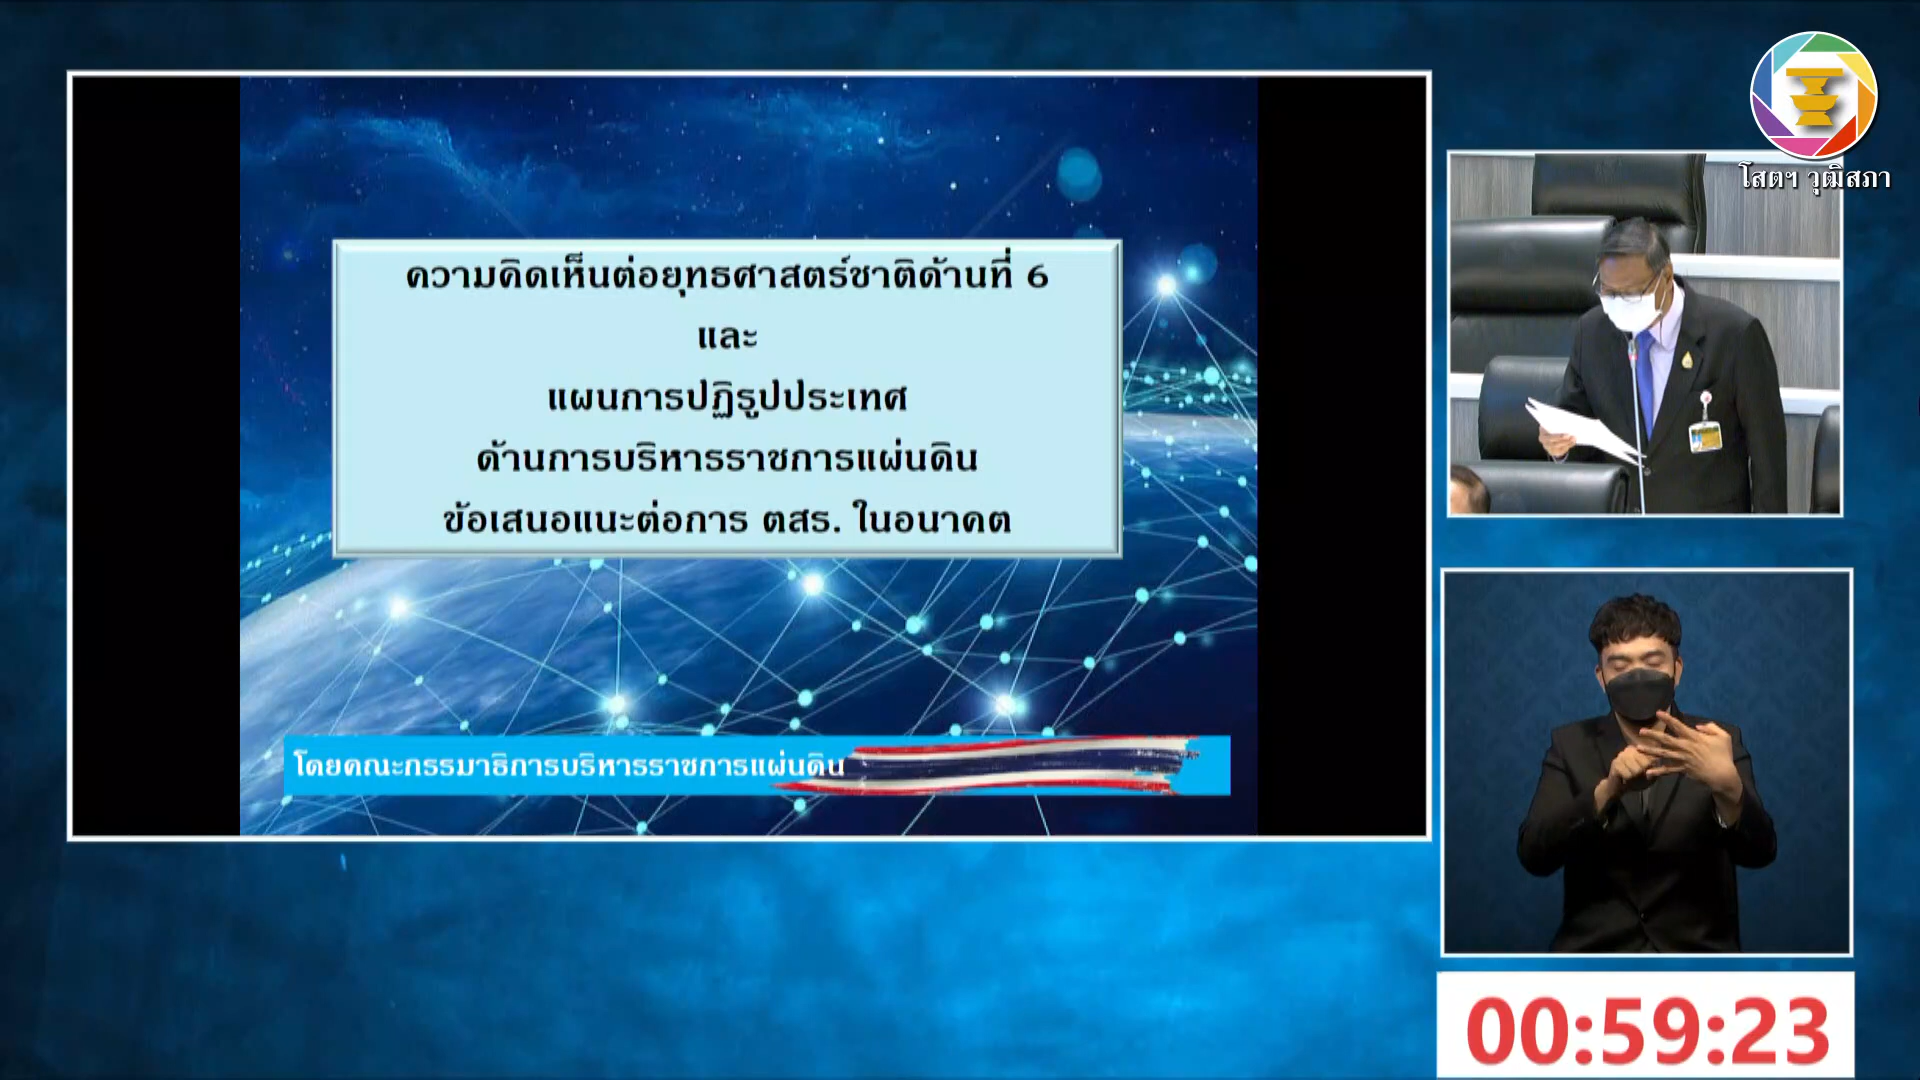 ความคิดเห็นต่อยุทธศาสตร์ชาติด้านที่ 6
และ
แผนการปฏิรูปประเทศ
ด้านการบริหารราชการแผ่นดิน
ข้อเสนอแนะต่อการ ตสร. ในอนาคต
โดยคณะกรรมาธิการบริหารราชการแผ่นดิน
โสตฯ วุฒิสภา
00:59:23